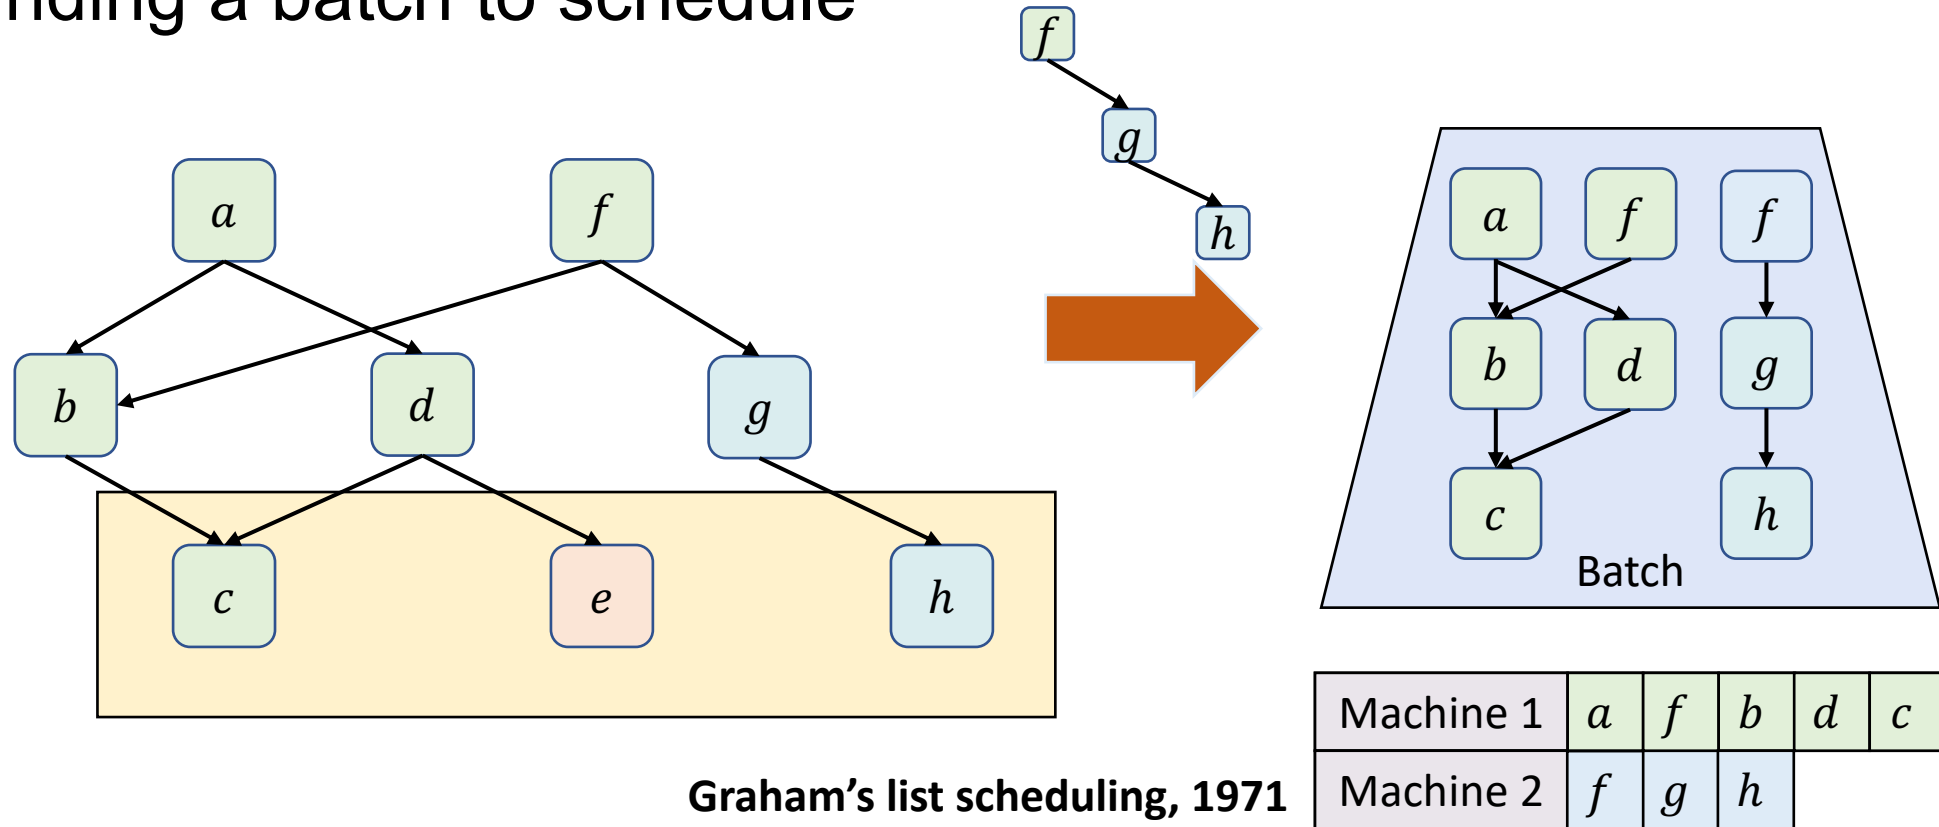 nding a batch to schedule
f
g
h
a f
b d g
c e h
a f f
b d g
c h
Batch
Machine 1 a f b d c
Machine 2 f g h
Graham’s list scheduling, 1971